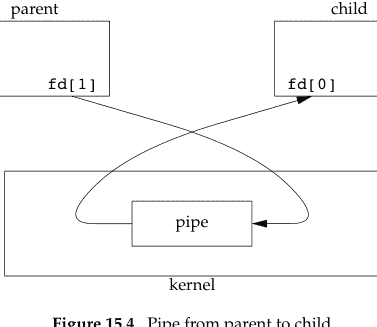 parent child
fd[1] fd[0]
pipe
kernel
Figure 15.4 Pipe from parent to child